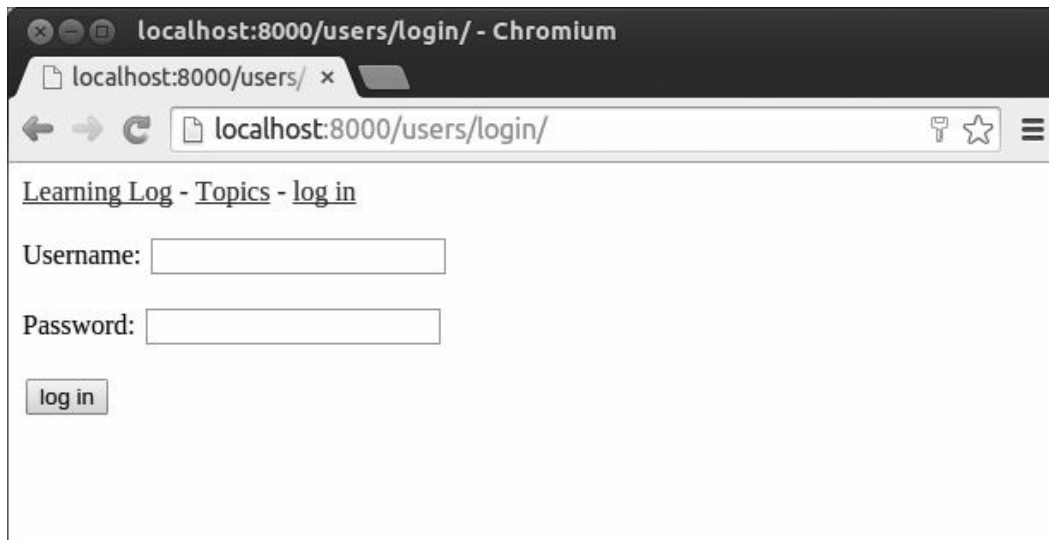 localhost:8000/users/login/ - Chromium
localhost:8000/users/
localhost:8000/users/login/
Learning Log - Topics - log in
Username:
Password:
log in